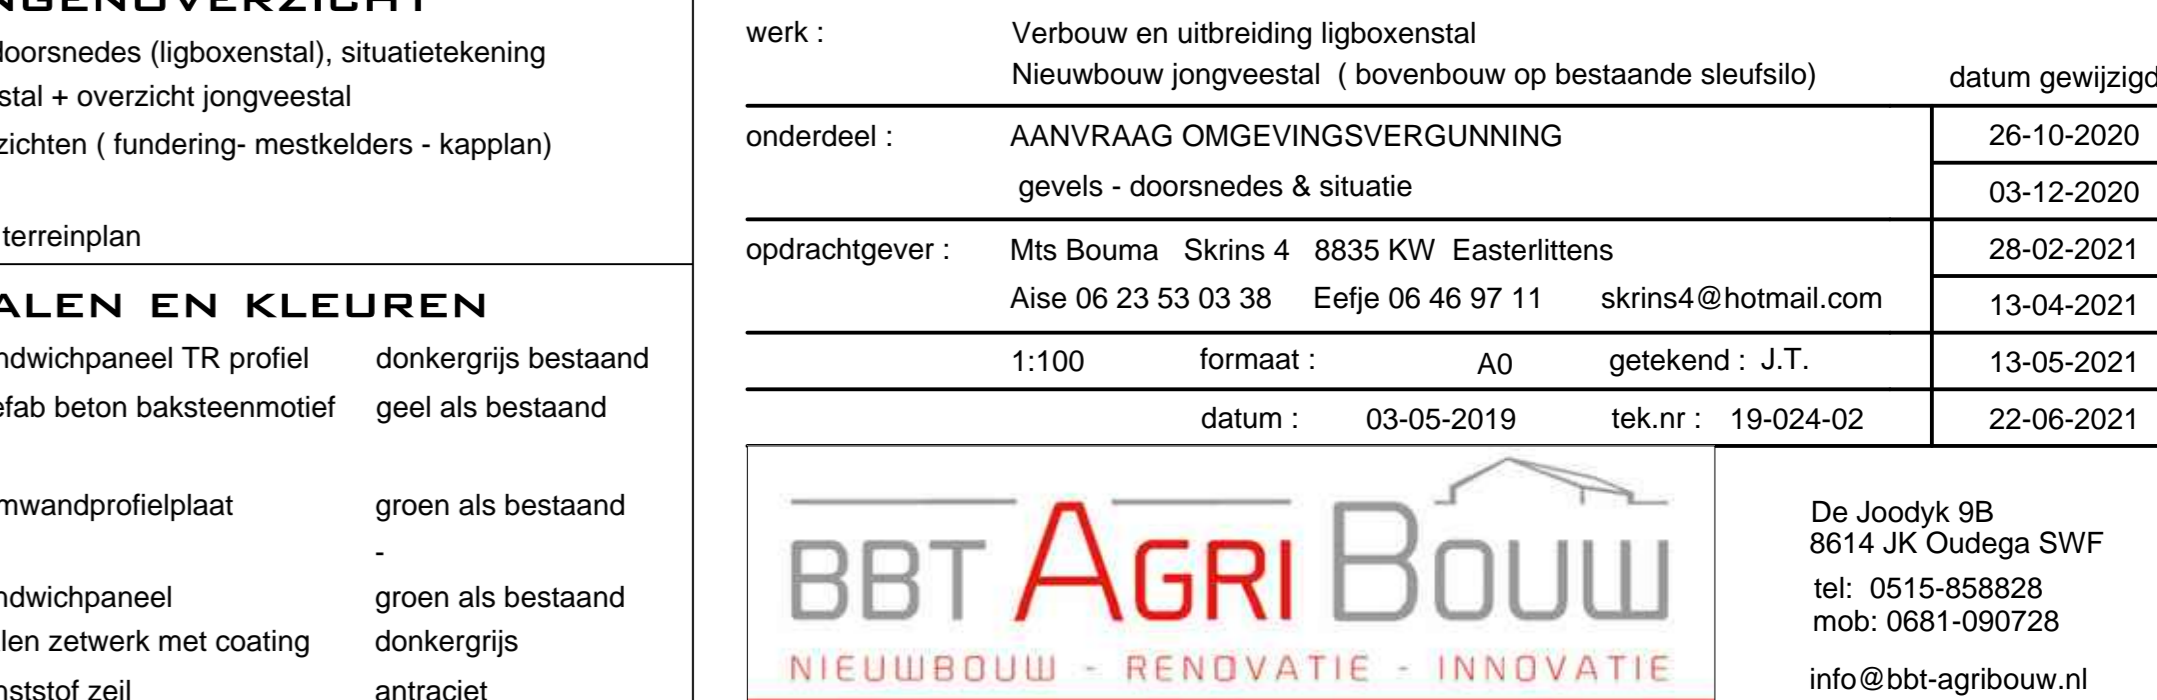 NGENOVERZICHT
doorsnedes (ligboxenstal), situatietekening
stal + overzicht jongveestal
zichten ( fundering- mestkelders - kapplan)
terreinplan
ALEN EN KLEUREN
ndwichpaneel TR profiel donkergrijs bestaand
efab beton baksteenmotief geel als bestaand
mwandprofielplaat groen als bestaand
-
ndwichpaneel groen als bestaand
len zetwerk met coating donkergrijs
nststof zeil antraciet
werk : Verbouw en uitbreiding ligboxenstal
Nieuwbouw jongveestal ( bovenbouw op bestaande sleufsilo)
datum gewijzigd
onderdeel : AANVRAAG OMGEVINGSVERGUNNING 26-10-2020
gevels - doorsnedes & situatie 03-12-2020
opdrachtgever : Mts Bouma Skrins 4 8835 KW Easterlittens 28-02-2021
Aise 06 23 53 03 38 Eefje 06 46 97 11 skrins4@hotmail.com 13-04-2021
1:100 formaat : A0 getekend : J.T. 13-05-2021
datum : 03-05-2019 tek.nr : 19-024-02 22-06-2021
BBT AGRI BOUW
NIEUWBOUW - RENOVATIE - INNOVATIE
De Joodyk 9B
8614 JK Oudega SWF
tel: 0515-858828
mob: 0681-090728
info@bbt-agribouw.nl